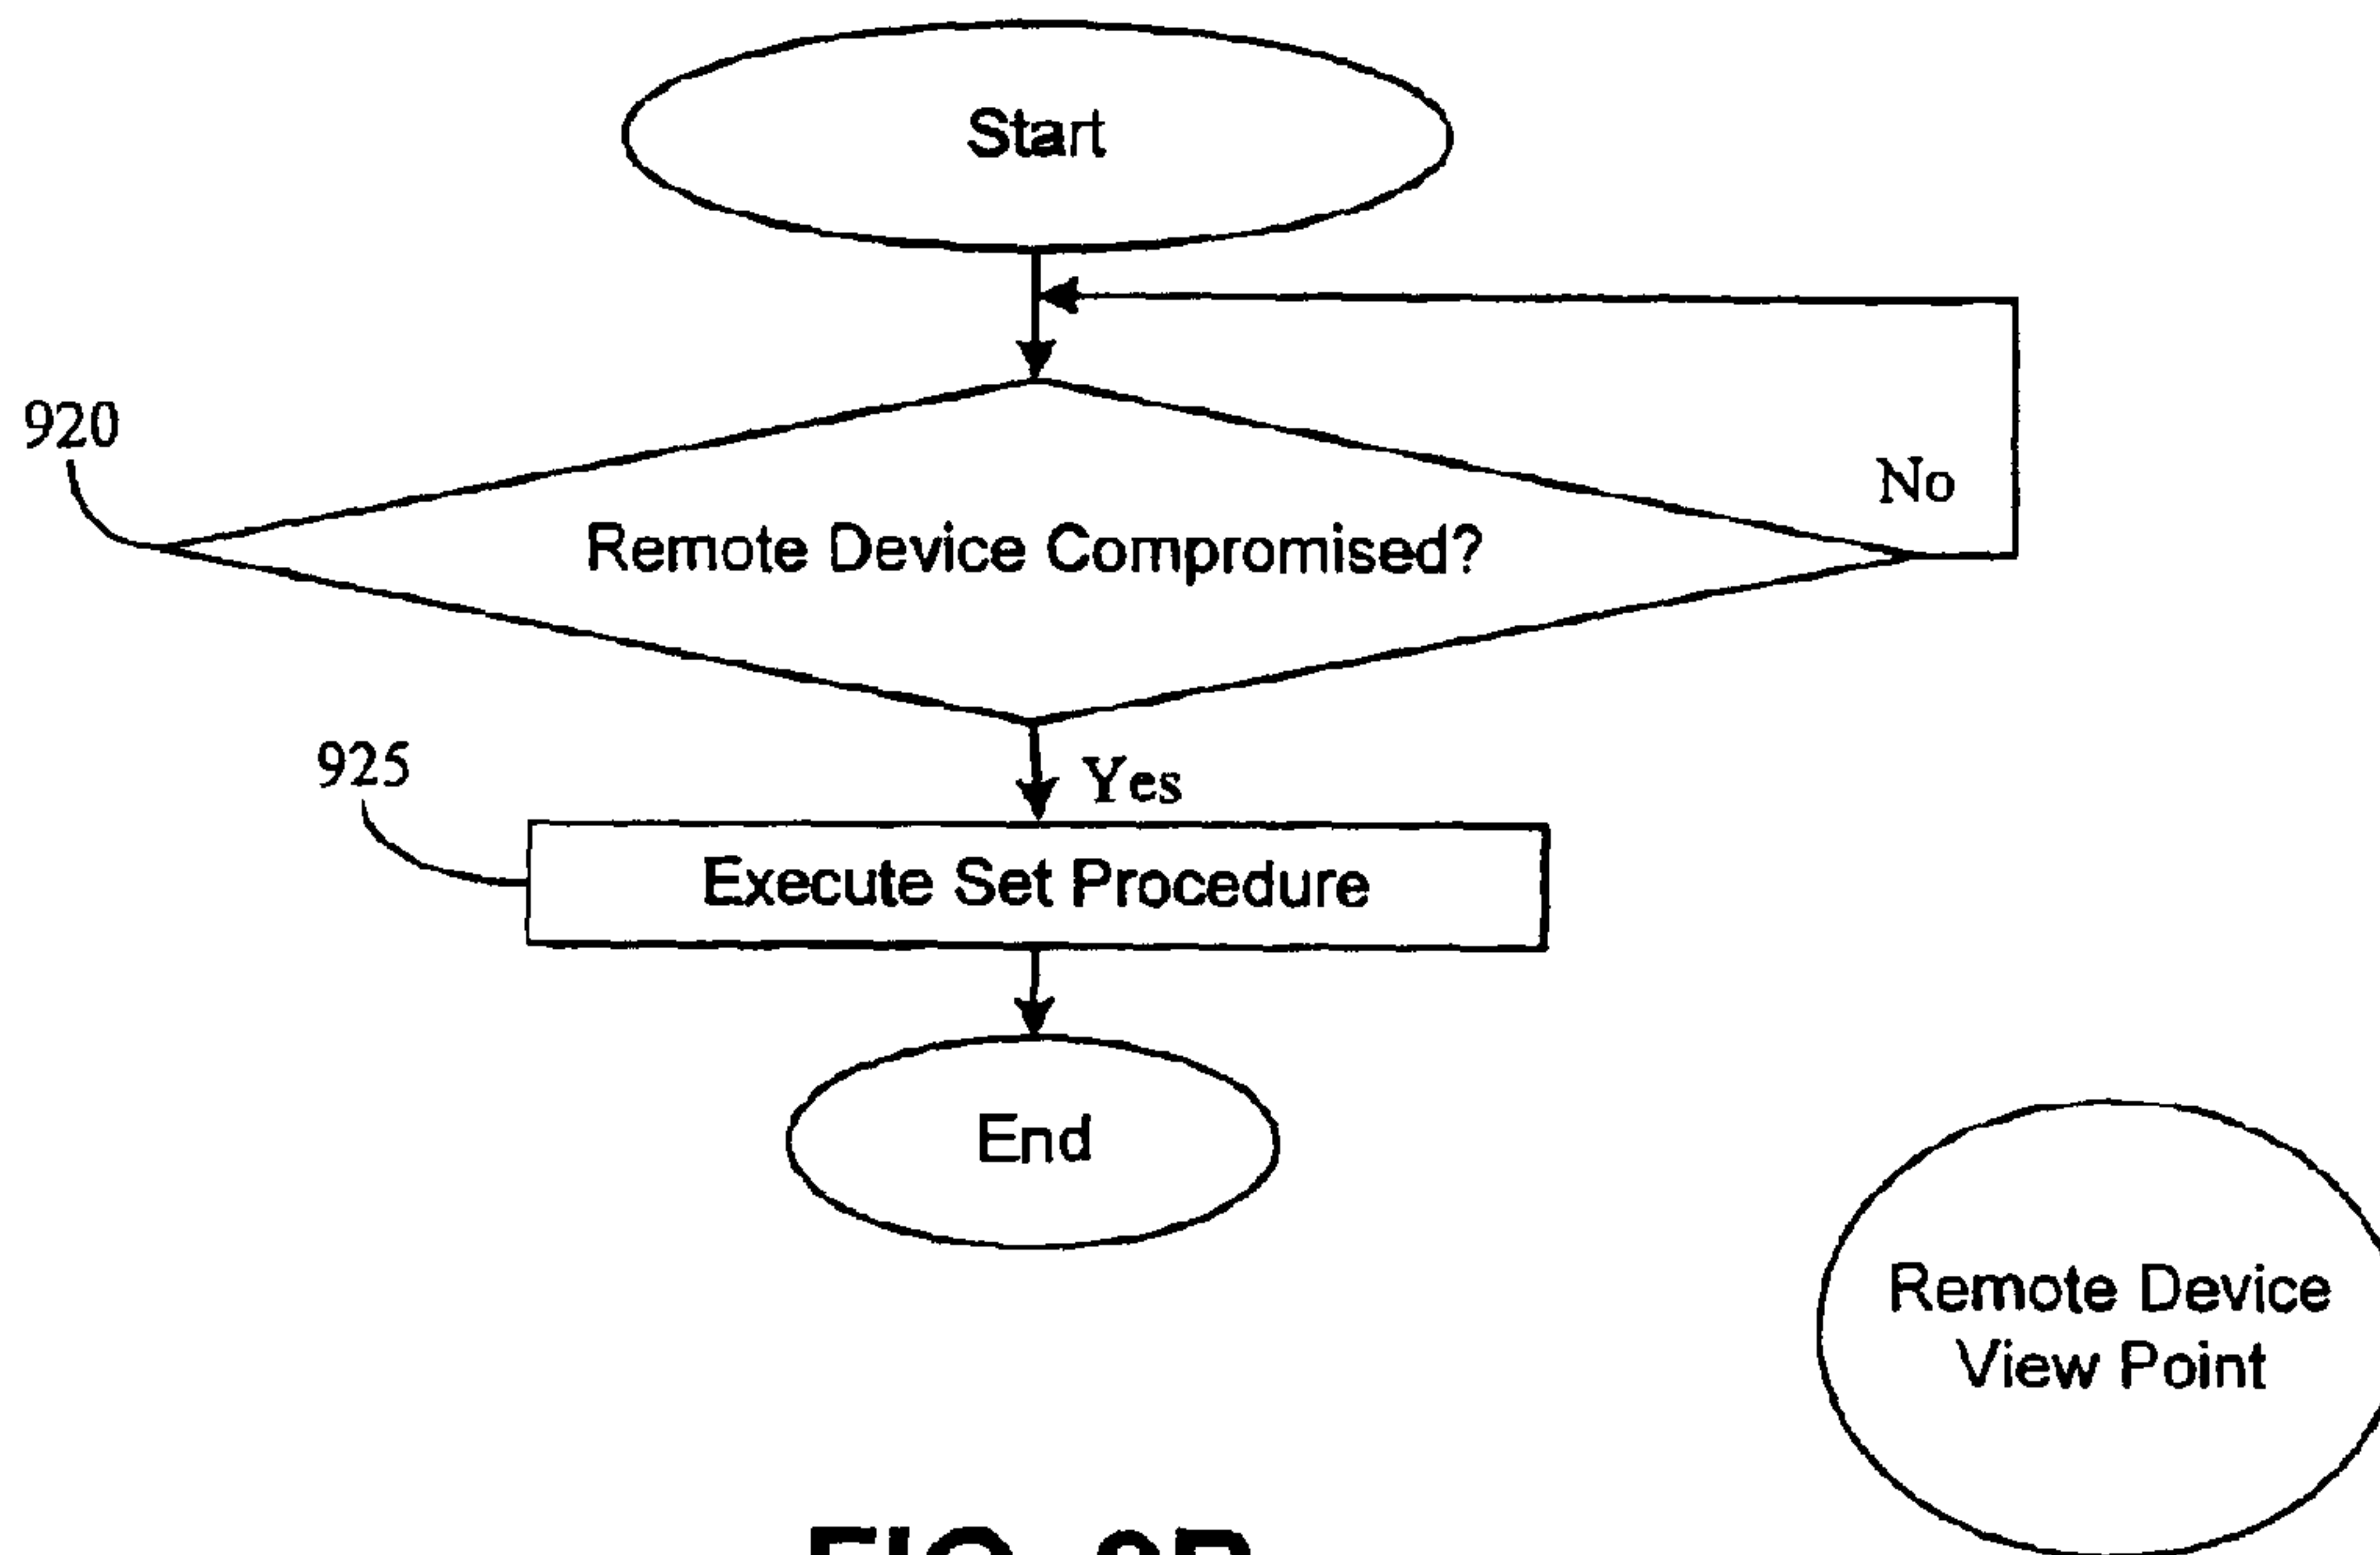 Start
920
No
Remote Device Compromised?
925
Yes
Execute Set Procedure
End
Remote Device
View Point